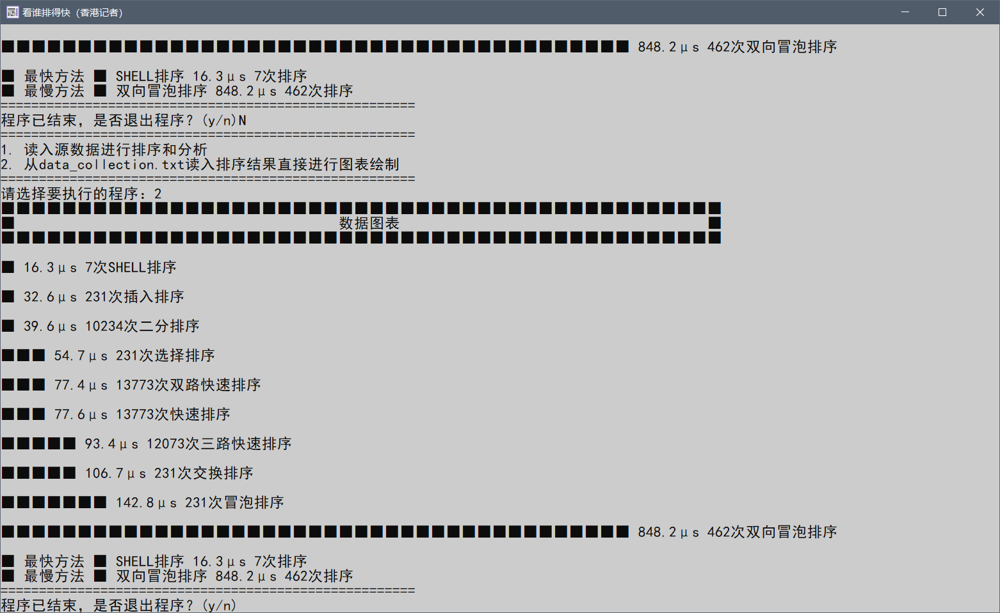 看谁排得快 (香港记者)
■■■■■■■■■■■■■■■■■■■■■■■■■■■■■■■■■■■■■■■■■ 848.2μs 462次双向冒泡排序
■ 最快方法 ■ SHELL排序 16.3μs 7次排序
■ 最慢方法 ■ 双向冒泡排序 848.2μs 462次排序
======================================================
程序已结束，是否退出程序？(y/n)N
======================================================
1. 读入源数据进行排序和分析
2. 从data_collection.txt读入排序结果直接进行图表绘制
======================================================
请选择要执行的程序：2
■■■■■■■■■■■■■■■■■■■■■■■■■■■■■■■■■■■■■■■■■■■■■■■
■ 数据图表 ■
■■■■■■■■■■■■■■■■■■■■■■■■■■■■■■■■■■■■■■■■■■■■■■■
■ 16.3μs 7次SHELL排序
■ 32.6μs 231次插入排序
■ 39.6μs 10234次二分排序
■■■ 54.7μs 231次选择排序
■■■ 77.4μs 13773次双路快速排序
■■■ 77.6μs 13773次快速排序
■■■■■ 93.4μs 12073次三路快速排序
■■■■■ 106.7μs 231次交换排序
■■■■■■■ 142.8μs 231次冒泡排序
■■■■■■■■■■■■■■■■■■■■■■■■■■■■■■■■■■■■■■■■■ 848.2μs 462次双向冒泡排序
■ 最快方法 ■ SHELL排序 16.3μs 7次排序
■ 最慢方法 ■ 双向冒泡排序 848.2μs 462次排序
======================================================
程序已结束，是否退出程序？(y/n)